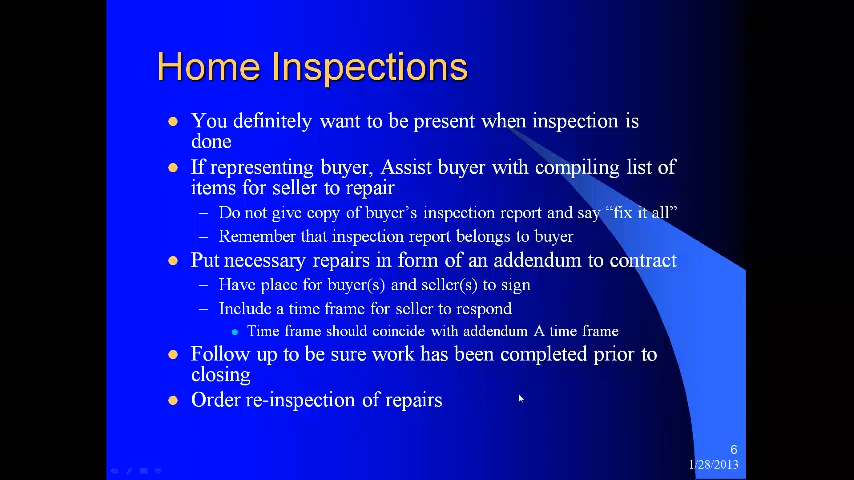 Home Inspections
You definitely want to be present when inspection is
done
If representing buyer, Assist buyer with compiling list of
items for seller to repair
– Do not give copy of buyer's inspection report and say “fix it all”
– Remember that inspection report belongs to buyer
Put necessary repairs in form of an addendum to contract
– Have place for buyer(s) and seller(s) to sign
– Include a time frame for seller to respond
Time frame should coincide with addendum A time frame
Follow up to be sure work has been completed prior to
closing
Order re-inspection of repairs
6
1/28/2013